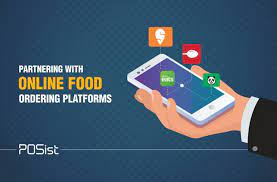 PARTNERING WITH
ONLINE FOOD
ORDERING PLATFORMS
POSist